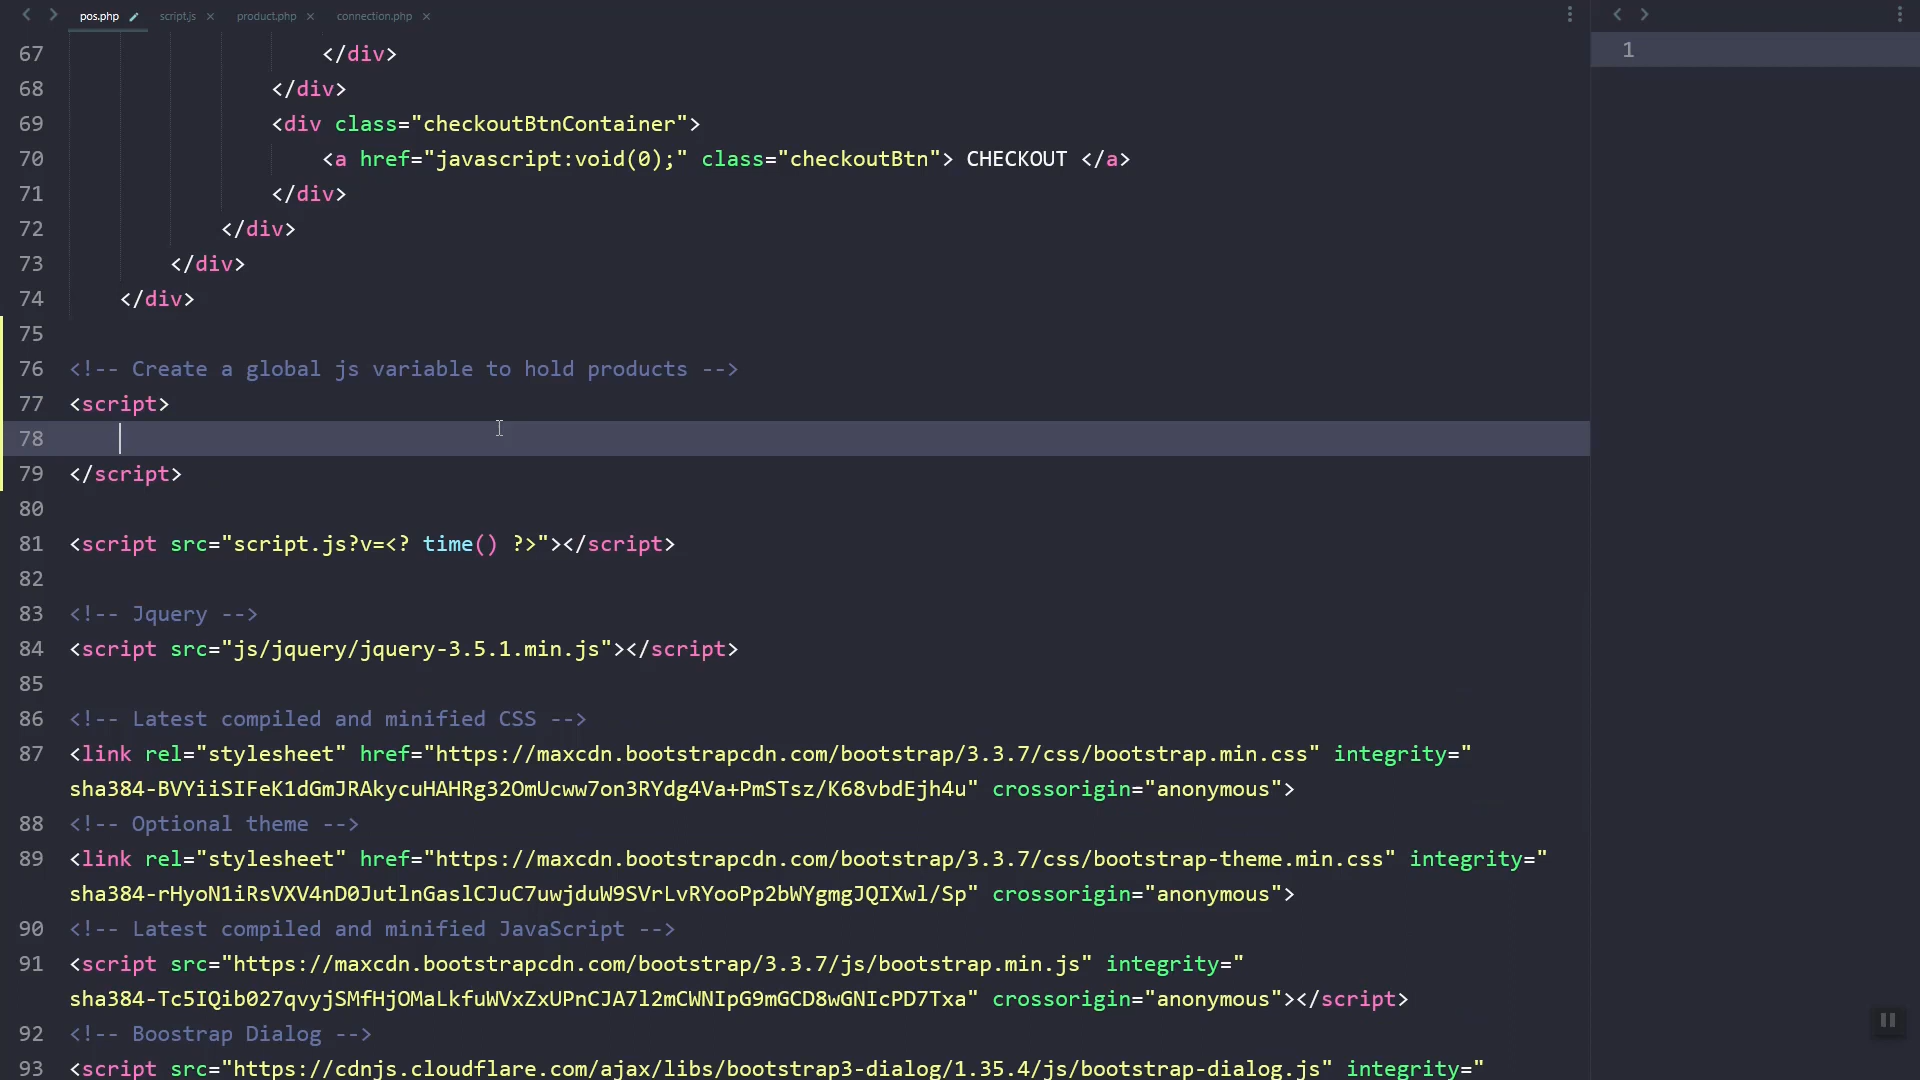 pos.php script.js product.php connection.php
67 </div>
1
68 </div>
69 <div class="checkoutBtnContainer">
70 <a href="javascript:void(0);" class="checkoutBtn"> CHECKOUT </a>
71 </div>
72 </div>
73 </div>
74 </div>
75
76 <!-- Create a global js variable to hold products -->
77 <script>
78
79 </script>
80
81 <script src="script.js?v=<? time() ?>"></script>
82
83 <!-- Jquery -->
84 <script src="js/jquery/jquery-3.5.1.min.js"></script>
85
86 <!-- Latest compiled and minified CSS -->
87 <link rel="stylesheet" href="https://maxcdn.bootstrapcdn.com/bootstrap/3.3.7/css/bootstrap.min.css" integrity="
sha384-BVYiiSIFeK1dGmJRAkycuHAHRg32OmUcww7on3RYdg4Va+PmSTsz/K68vbdEjh4u" crossorigin="anonymous">
88 <!-- Optional theme -->
89 <link rel="stylesheet" href="https://maxcdn.bootstrapcdn.com/bootstrap/3.3.7/css/bootstrap-theme.min.css" integrity="
sha384-rHyoN1iRsVXV4nD0JutlnGaslCJuC7uwjduW9SVrLvRYooPp2bWYgmgJQIXwl/Sp" crossorigin="anonymous">
90 <!-- Latest compiled and minified JavaScript -->
91 <script src="https://maxcdn.bootstrapcdn.com/bootstrap/3.3.7/js/bootstrap.min.js" integrity="
sha384-Tc5IQib027qvyjSMfHjOMaLkfuWVxZxUPnCJA7l2mCWNIpG9mGCD8wGNIcPD7Txa" crossorigin="anonymous"></script>
92 <!-- Boostrap Dialog -->
93 <script src="https://cdnjs.cloudflare.com/ajax/libs/bootstrap3-dialog/1.35.4/js/bootstrap-dialog.js" integrity="